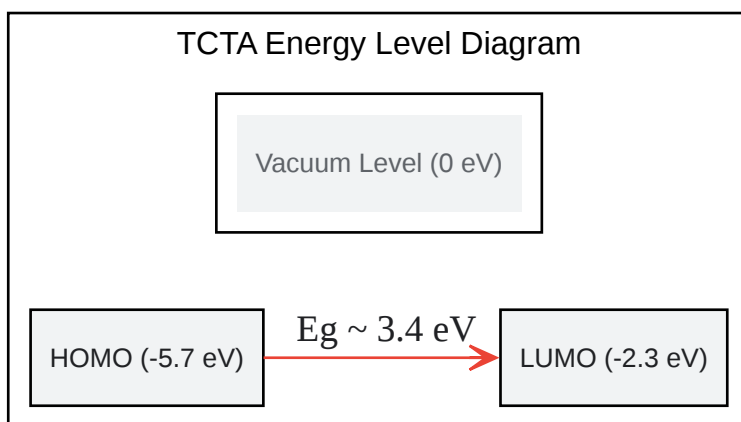 TCTA Energy Level Diagram
Vacuum Level (0 eV)
Eg ~ 3.4 eV
HOMO (-5.7 eV)
LUMO (-2.3 eV)